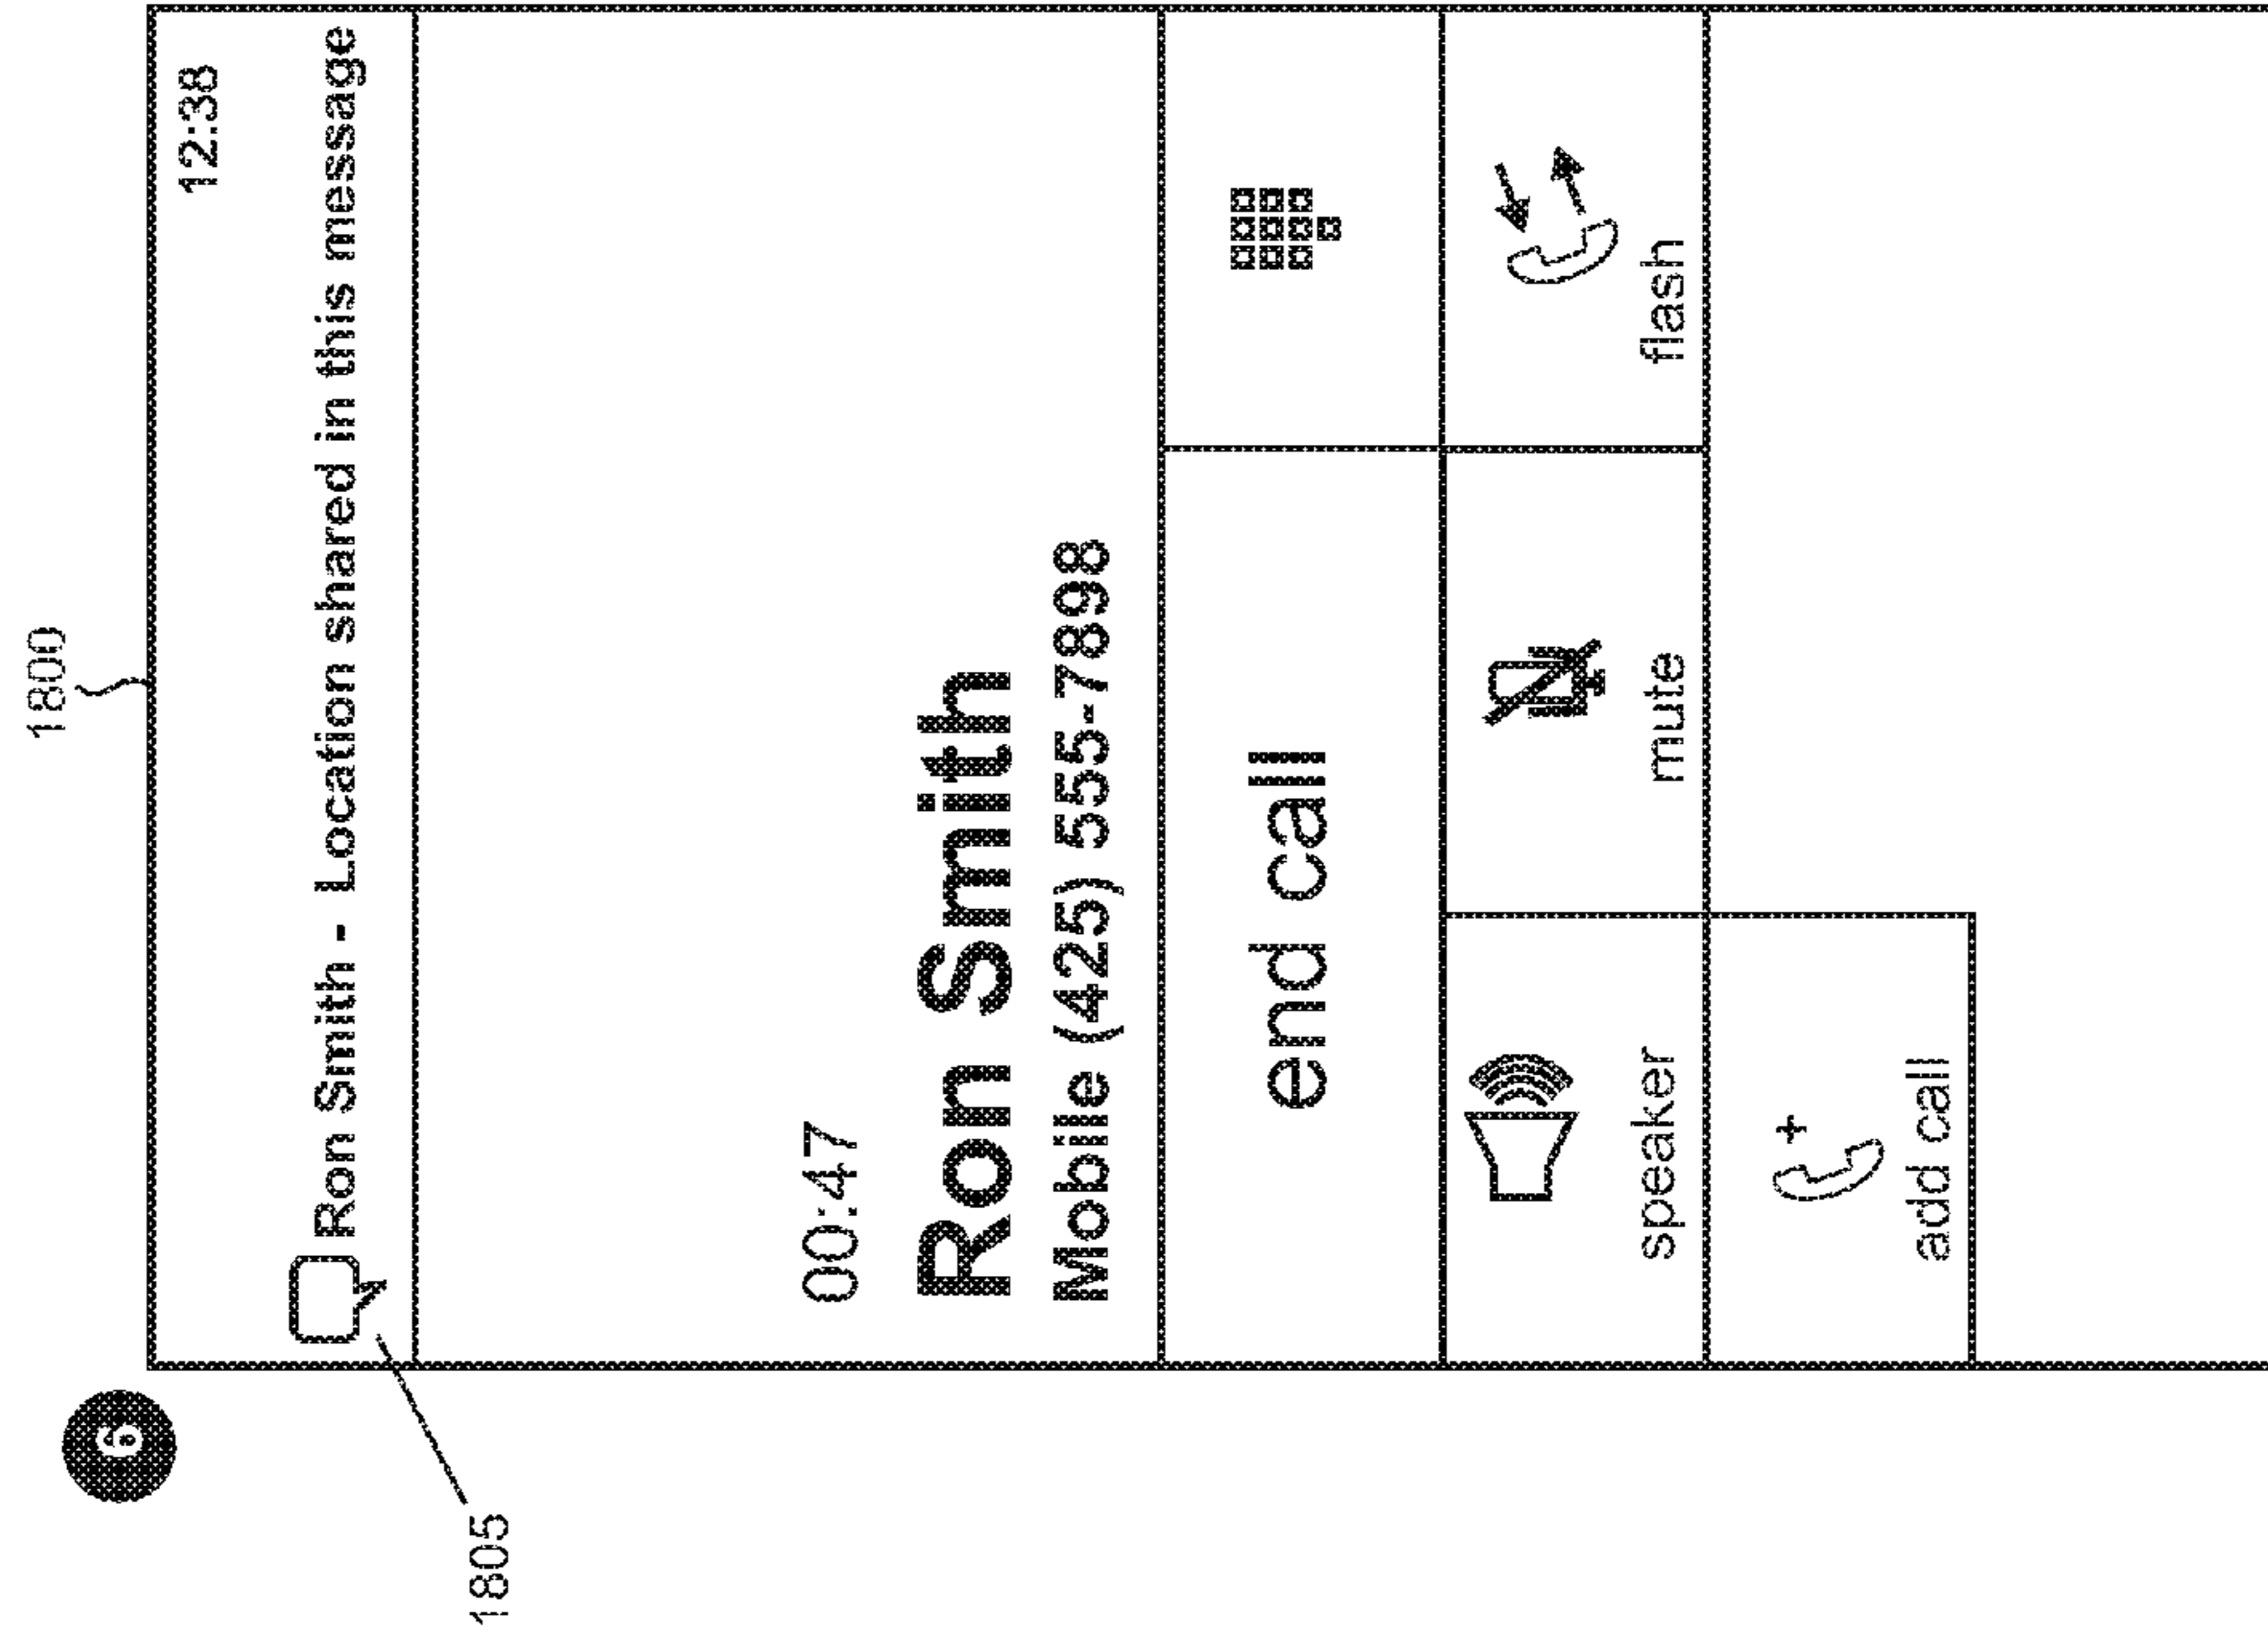 6
1800
12:38
1805
Ron Smith - Location shared in this message
00:47
Ron Smith
Mobile (425) 555-7898
end call
speaker
mute
flash
add call